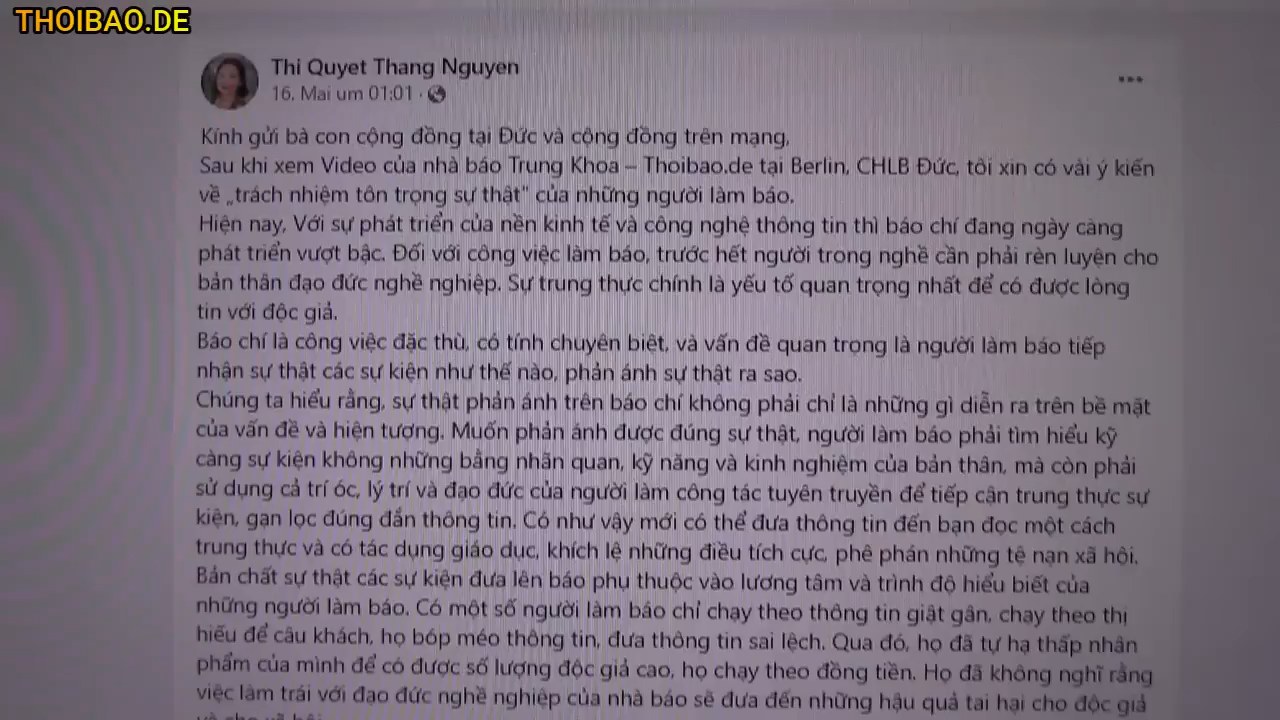 THOIBAO.DE
Thi Quyet Thang Nguyen
16. Mai um 01:01 ·
Kính gửi bà con cộng đồng tại Đức và cộng đồng trên mạng,
Sau khi xem Video của nhà báo Trung Khoa – Thoibao.de tại Berlin, CHLB Đức, tôi xin có vài ý kiến
về „trách nhiệm tôn trọng sự thật" của những người làm báo.
Hiện nay, Với sự phát triển của nền kinh tế và công nghệ thông tin thì báo chí đang ngày càng
phát triển vượt bậc. Đối với công việc làm báo, trước hết người trong nghề cần phải rèn luyện cho
bản thân đạo đức nghề nghiệp. Sự trung thực chính là yếu tố quan trọng nhất để có được lòng
tin với độc giả.
Báo chí là công việc đặc thù, có tính chuyên biệt, và vấn đề quan trọng là người làm báo tiếp
nhận sự thật các sự kiện như thế nào, phản ánh sự thật ra sao.
Chúng ta hiểu rằng, sự thật phản ánh trên báo chí không phải chỉ là những gì diễn ra trên bề mặt
của vấn đề và hiện tượng. Muốn phản ánh được đúng sự thật, người làm báo phải tìm hiểu kỹ
càng sự kiện không những bằng nhãn quan, kỹ năng và kinh nghiệm của bản thân, mà còn phải
sử dụng cả trí óc, lý trí và đạo đức của người làm công tác tuyên truyền để tiếp cận trung thực sự
kiện, gạn lọc đúng đắn thông tin. Có như vậy mới có thể đưa thông tin đến bạn đọc một cách
trung thực và có tác dụng giáo dục, khích lệ những điều tích cực, phê phán những tệ nạn xã hội.
Bản chất sự thật các sự kiện đưa lên báo phụ thuộc vào lương tâm và trình độ hiểu biết của
những người làm báo. Có một số người làm báo chỉ chạy theo thông tin giật gân, chạy theo thị
hiếu để câu khách, họ bóp méo thông tin, đưa thông tin sai lệch. Qua đó, họ đã tự hạ thấp nhân
phẩm của mình để có được số lượng độc giả cao, họ chạy theo đồng tiền. Họ đã không nghĩ rằng
việc làm trái với đạo đức nghề nghiệp của nhà báo sẽ đưa đến những hậu quả tai hại cho độc giả